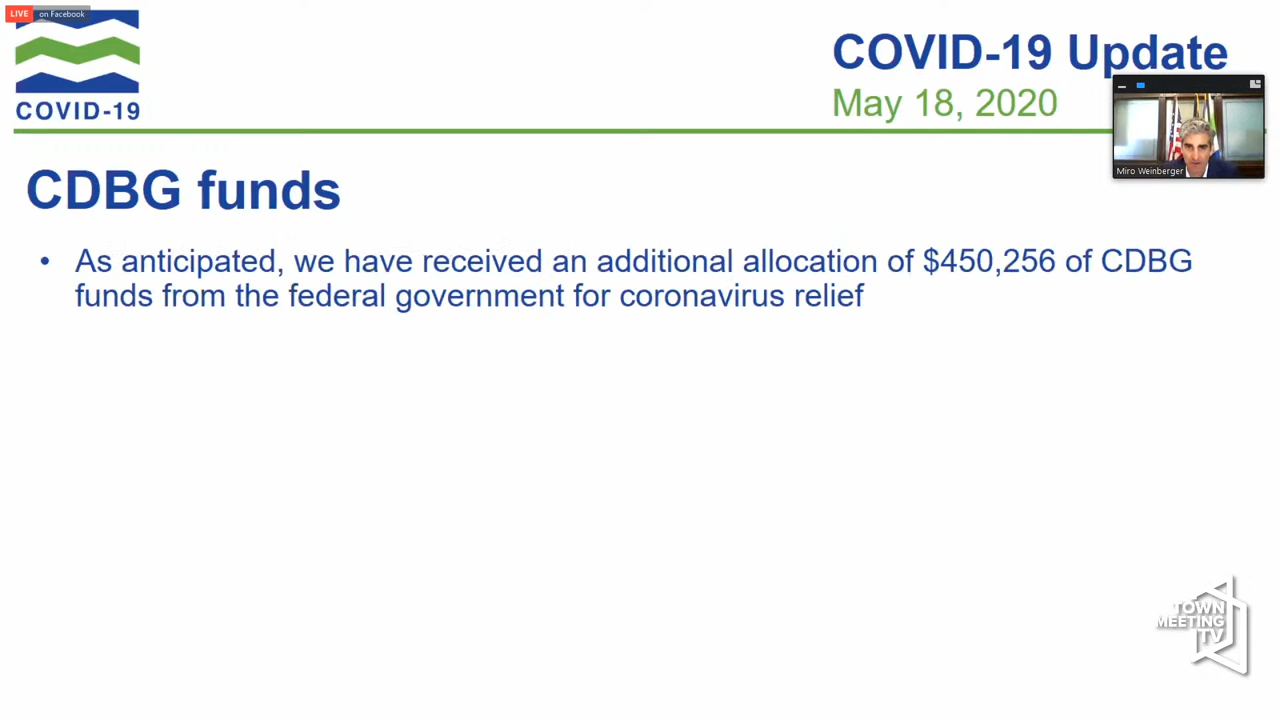 LIVE on Facebook
COVID-19
COVID-19 Update
May 18, 2020
Miro Weinberger
CDBG funds
• As anticipated, we have received an additional allocation of $450,256 of CDBG
funds from the federal government for coronavirus relief
TOWN
MEETING
TV